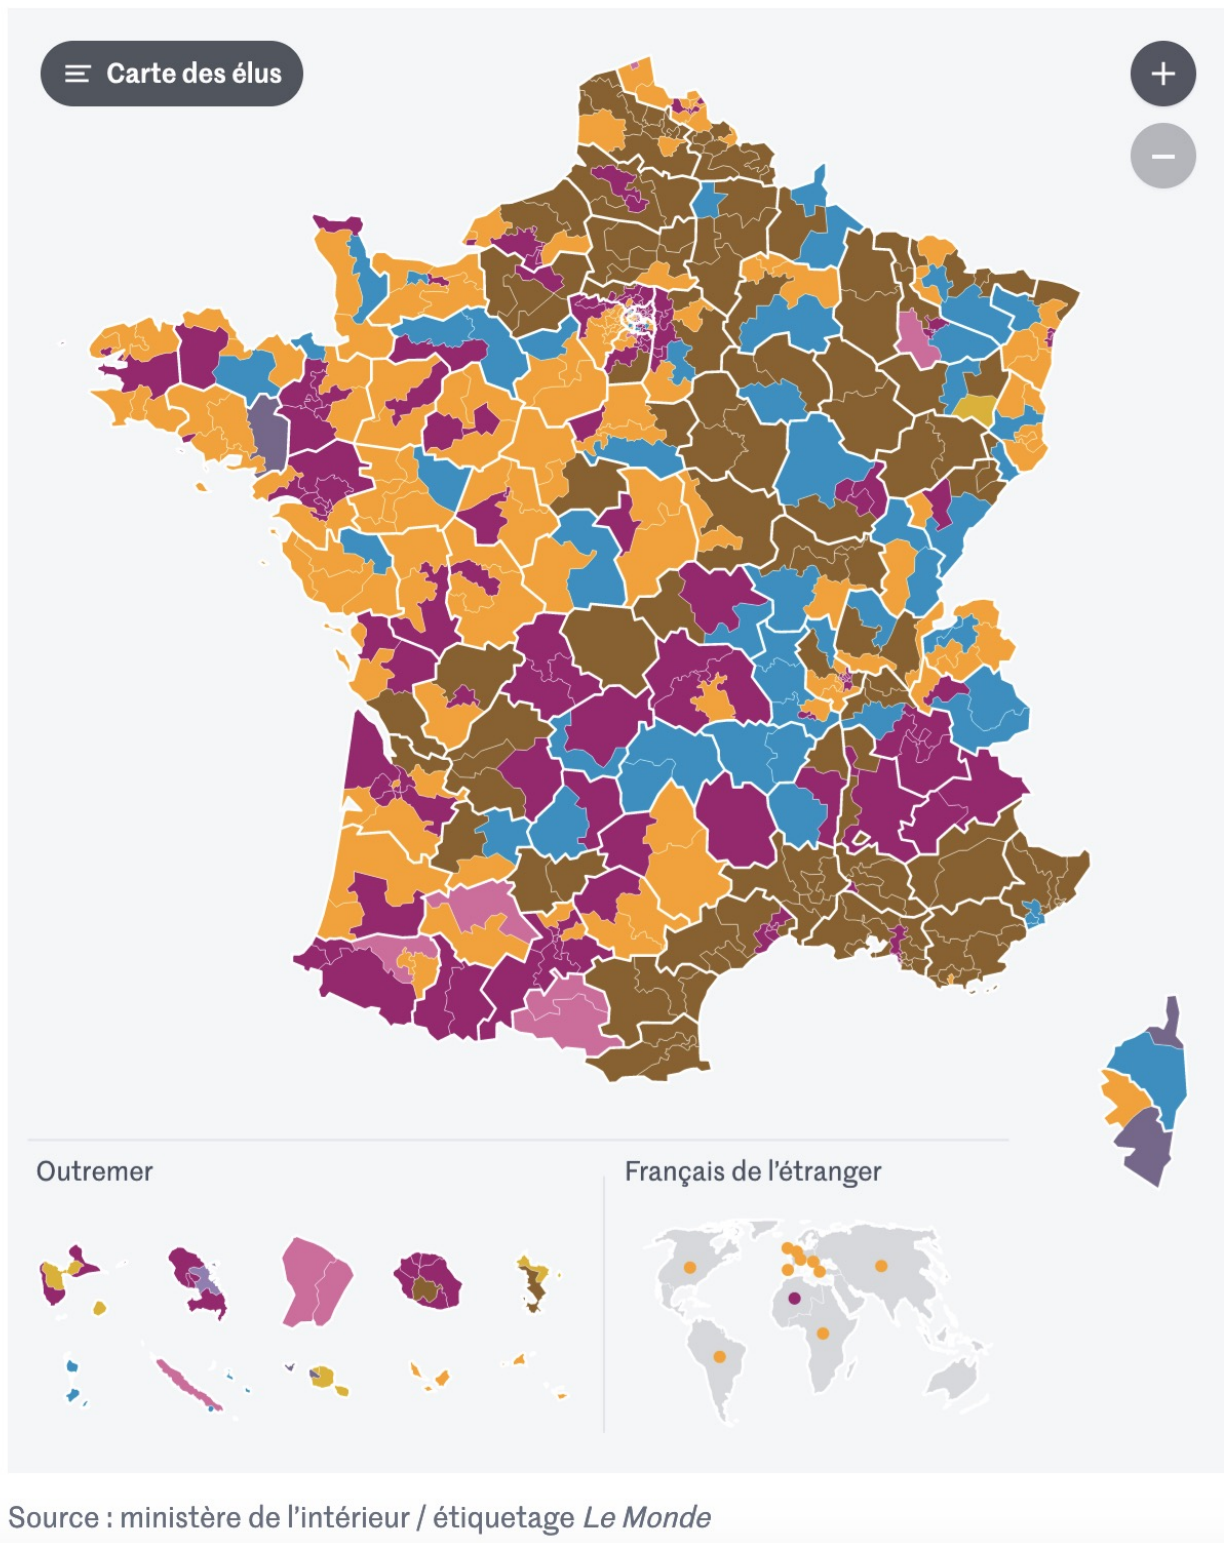 Carte des élus
Outremer
Français de l'étranger
Source : ministère de l'intérieur / étiquetage Le Monde